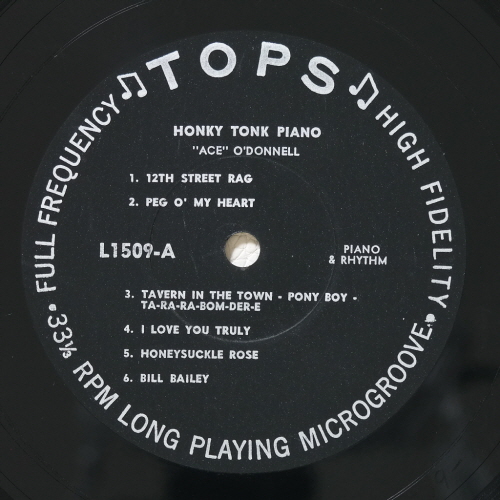 TOPS
FULL FREQUENCY
HIGH FIDELITY
HONKY TONK PIANO
"ACE" O'DONNELL
1. 12TH STREET RAG
2. PEG O' MY HEART
L1509-A
PIANO
& RHYTHM
3. TAVERN IN THE TOWN - PONY BOY -
TA-RA-RA-BOM-DER-E
4. I LOVE YOU TRULY
5. HONEYSUCKLE ROSE
6. BILL BAILEY
• 33⅓ RPM LONG PLAYING MICROGROOVE •